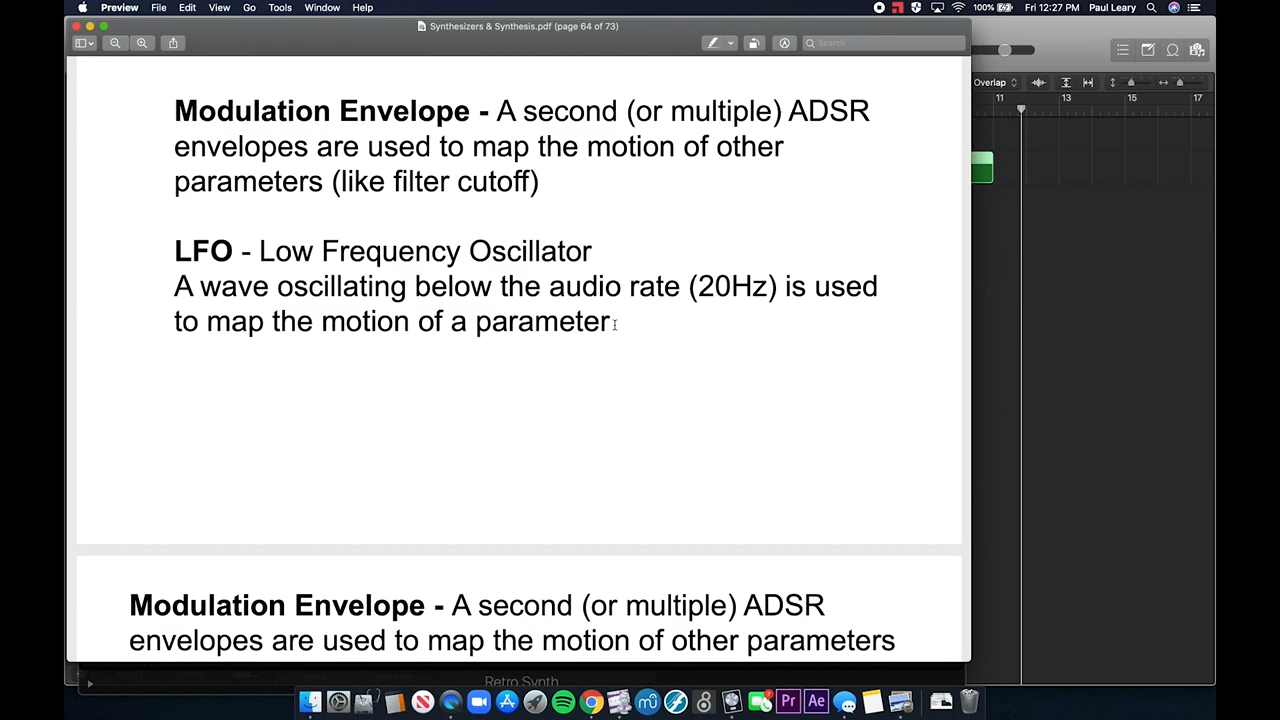 Preview File Edit View Go Tools Window Help 100% Fri 12:27 PM Paul Leary
Synthesizers & Synthesis.pdf (page 64 of 73)
Search
Overlap
11 13 15 17
Modulation Envelope - A second (or multiple) ADSR
envelopes are used to map the motion of other
parameters (like filter cutoff)
LFO - Low Frequency Oscillator
A wave oscillating below the audio rate (20Hz) is used
to map the motion of a parameter
Modulation Envelope - A second (or multiple) ADSR
envelopes are used to map the motion of other parameters
Retro Synth
Pr Ae